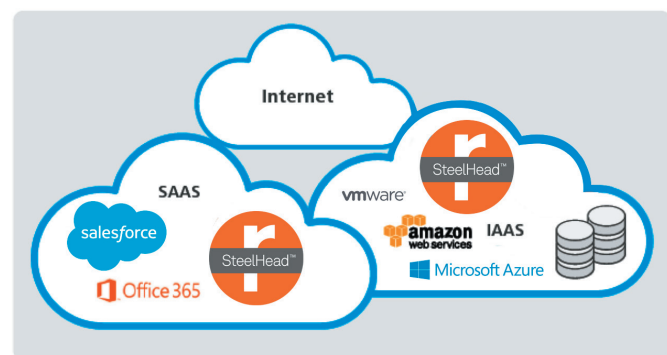 Internet
SAAS
salesforce
r
SteelHead™
Office 365
r
SteelHead™
vmware®
amazon
web services
IAAS
Microsoft Azure